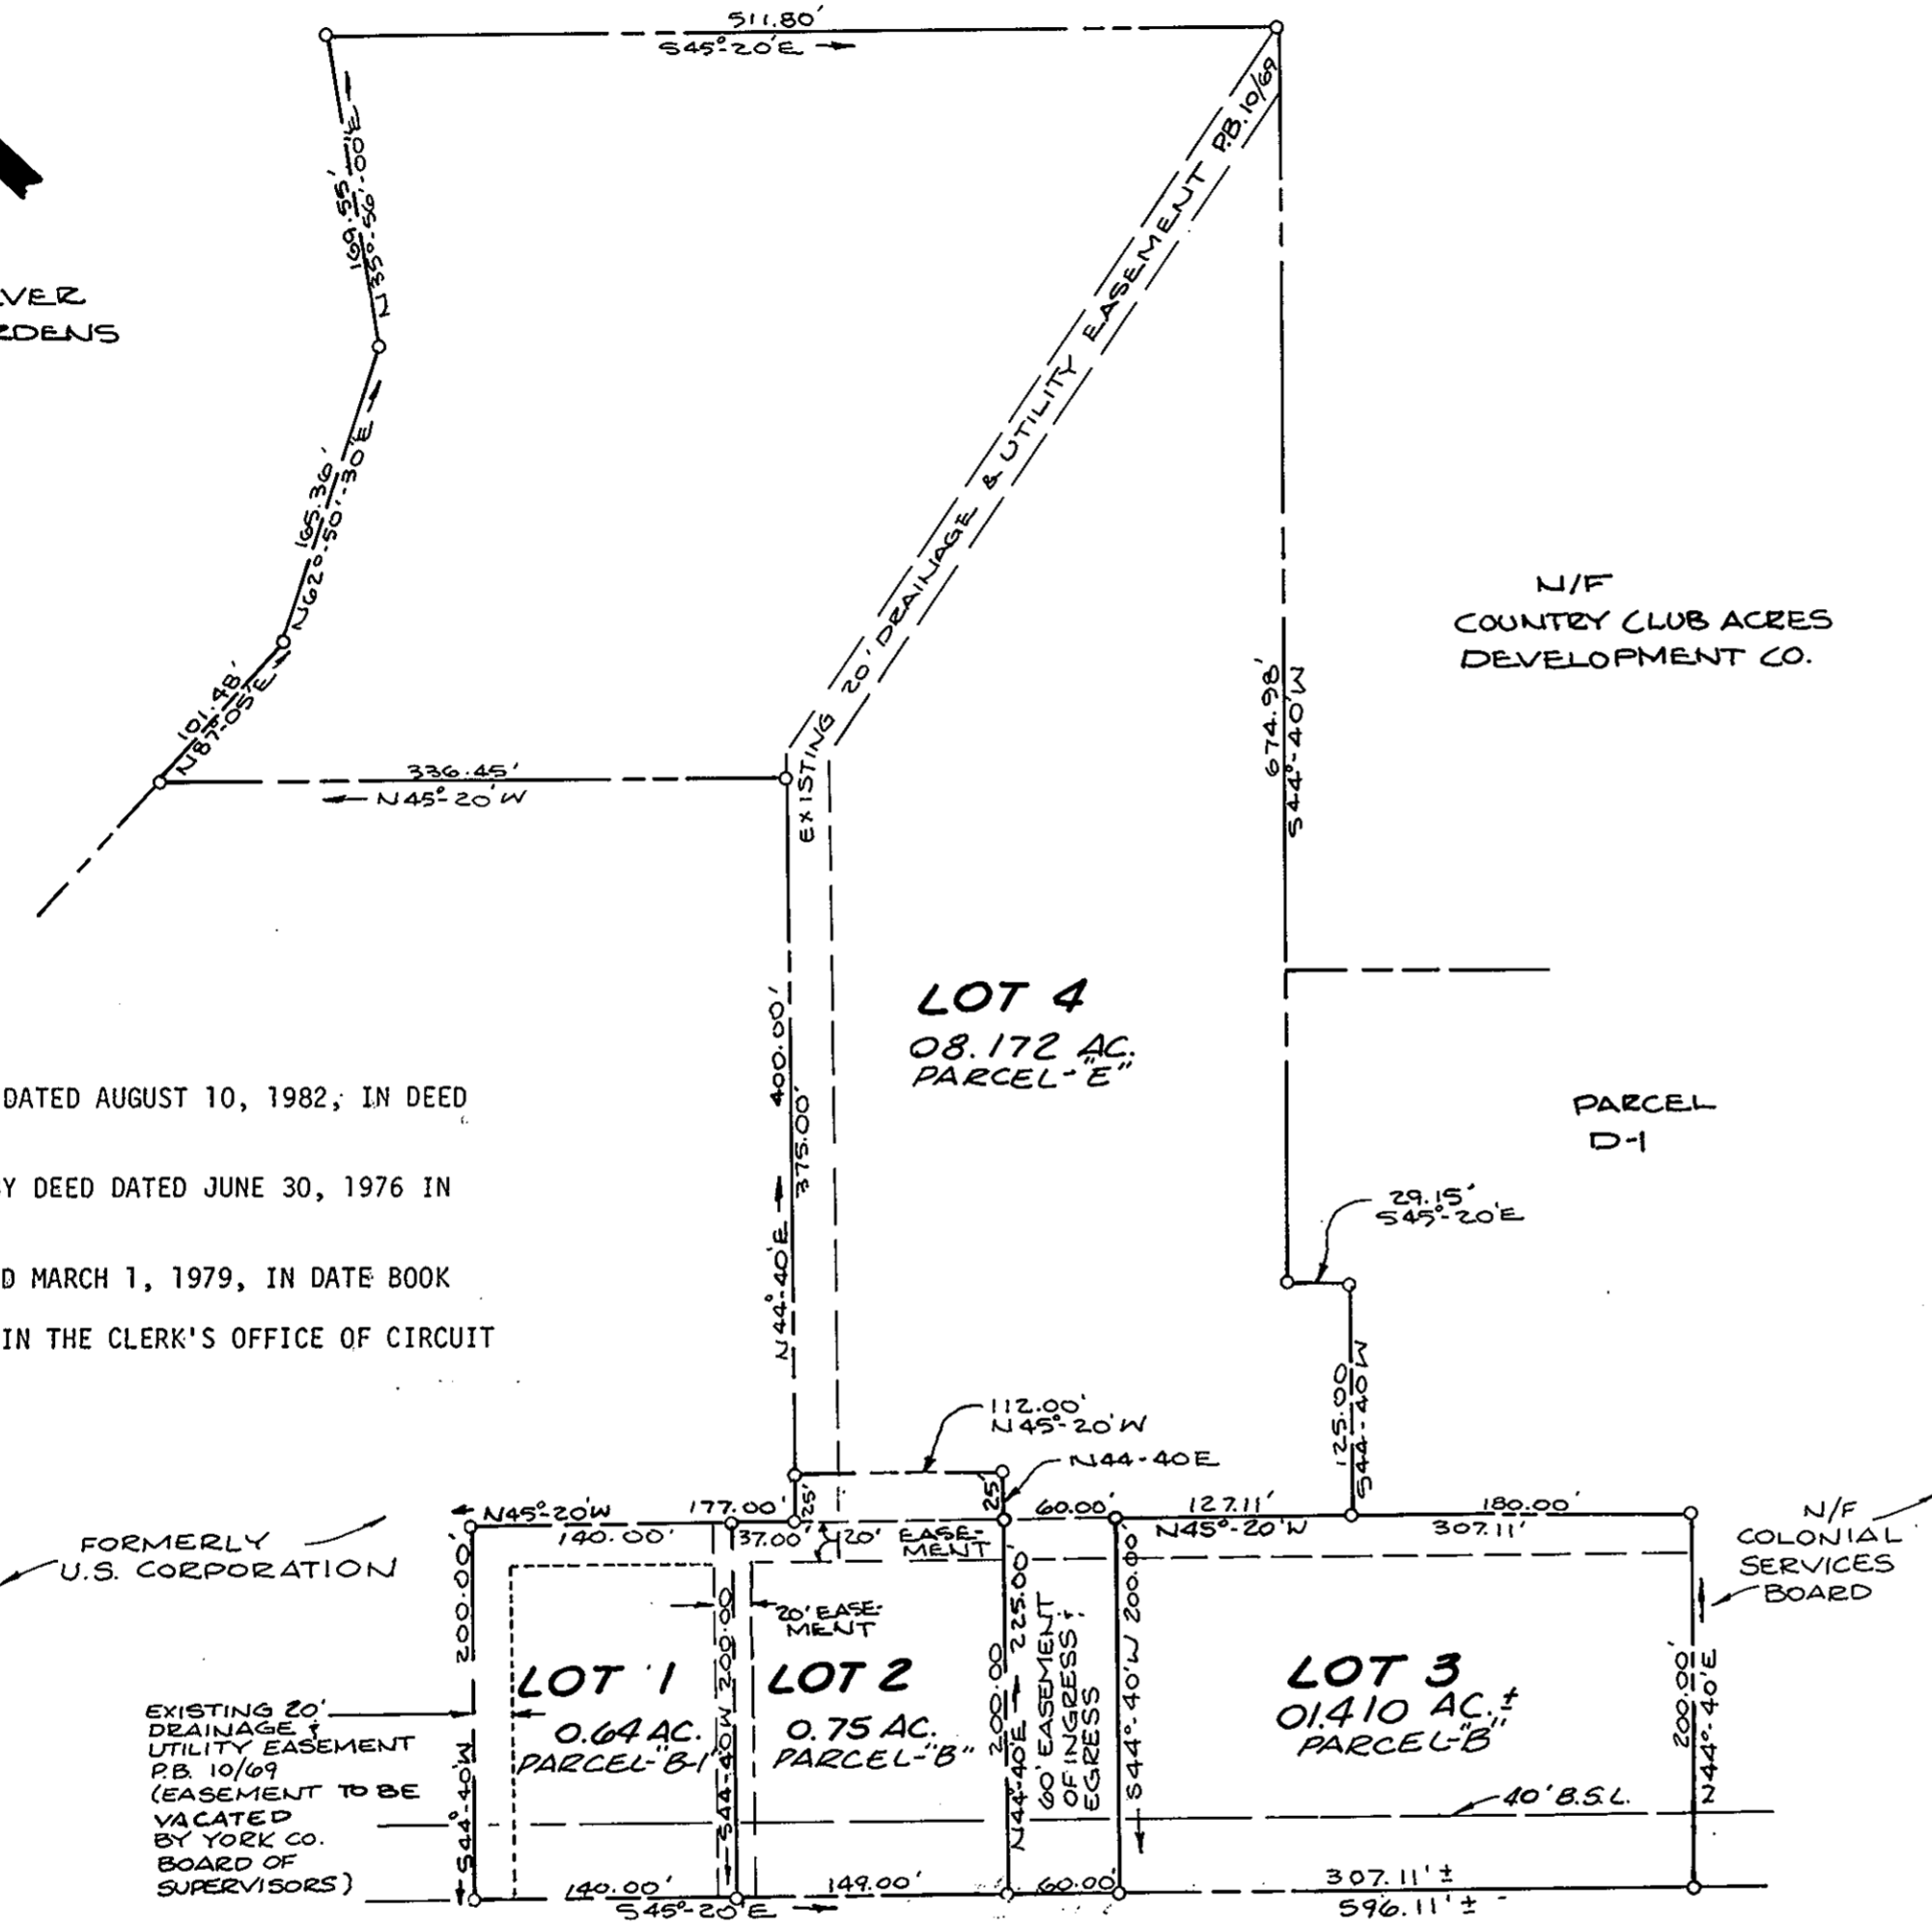 511.80'
S45°-20'E
169.55'
N35°-56'-00"E
VER
RDENS
EXISTING 20' DRAINAGE & UTILITY EASEMENT P.B. 10/69
165.36'
N62°-50'-30"E
101.48'
N87°-05'E
336.45'
N45°-20'W
674.98'
S44°-40'W
N/F
COUNTRY CLUB ACRES
DEVELOPMENT CO.
LOT 4
08.172 AC.
PARCEL-"E"
400.00'
375.00'
N44°-40'E
PARCEL
D-1
29.15'
S45°-20'E
DATED AUGUST 10, 1982, IN DEED
Y DEED DATED JUNE 30, 1976 IN
D MARCH 1, 1979, IN DATE BOOK
IN THE CLERK'S OFFICE OF CIRCUIT
125.00
S44-40W
112.00'
N45°-20'W
N44-40E
25'
25'
N45°-20'W
177.00'
140.00'
37.00'
20'
EASE-
MENT
60.00'
127.11'
N45°-20'W
180.00'
307.11'
FORMERLY
U.S. CORPORATION
N/F
COLONIAL
SERVICES
BOARD
200.00'
S44°-40'W
20' EASE-
MENT
S44-40W 200.00
LOT 1
0.64 AC.
PARCEL-"B-1"
LOT 2
0.75 AC.
PARCEL-"B"
N44-40E 225.00'
200.00
60' EASEMENT
OF INGRESS &
EGRESS
S44°-40'W 200.00'
LOT 3
01.410 AC.±
PARCEL-"B"
200.00'
N44°-40'E
EXISTING 20'
DRAINAGE &
UTILITY EASEMENT
P.B. 10/69
(EASEMENT TO BE
VACATED
BY YORK CO.
BOARD OF
SUPERVISORS)
40' B.S.L.
140.00'
S45°-20'E
149.00'
60.00'
307.11'±
596.11'±